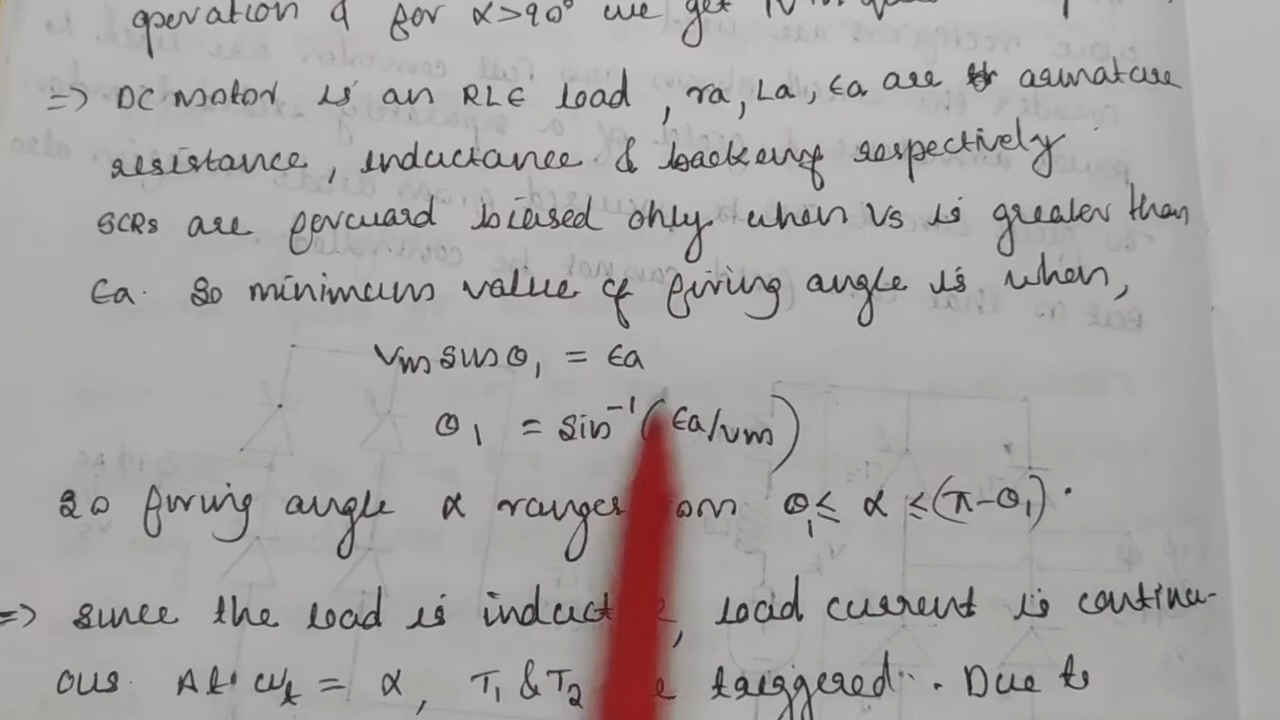 operation & for α>90° we get IV
=> DC Motor is an RLE load, ra, La, Ea are armature
resistance, inductance & backemf respectively
SCRs are forward biased only when Vs is greater than
Ea. So minimum value of firing angle is when,
Vm sin θ1 = Ea
θ1 = sin⁻¹(Ea/Vm)
So firing angle α ranges θ1 ≤ α ≤ (π-θ1).
=> Since the load is induct, load current is continu-
ous. At ωt = α, T1 & T2 triggered. Due to